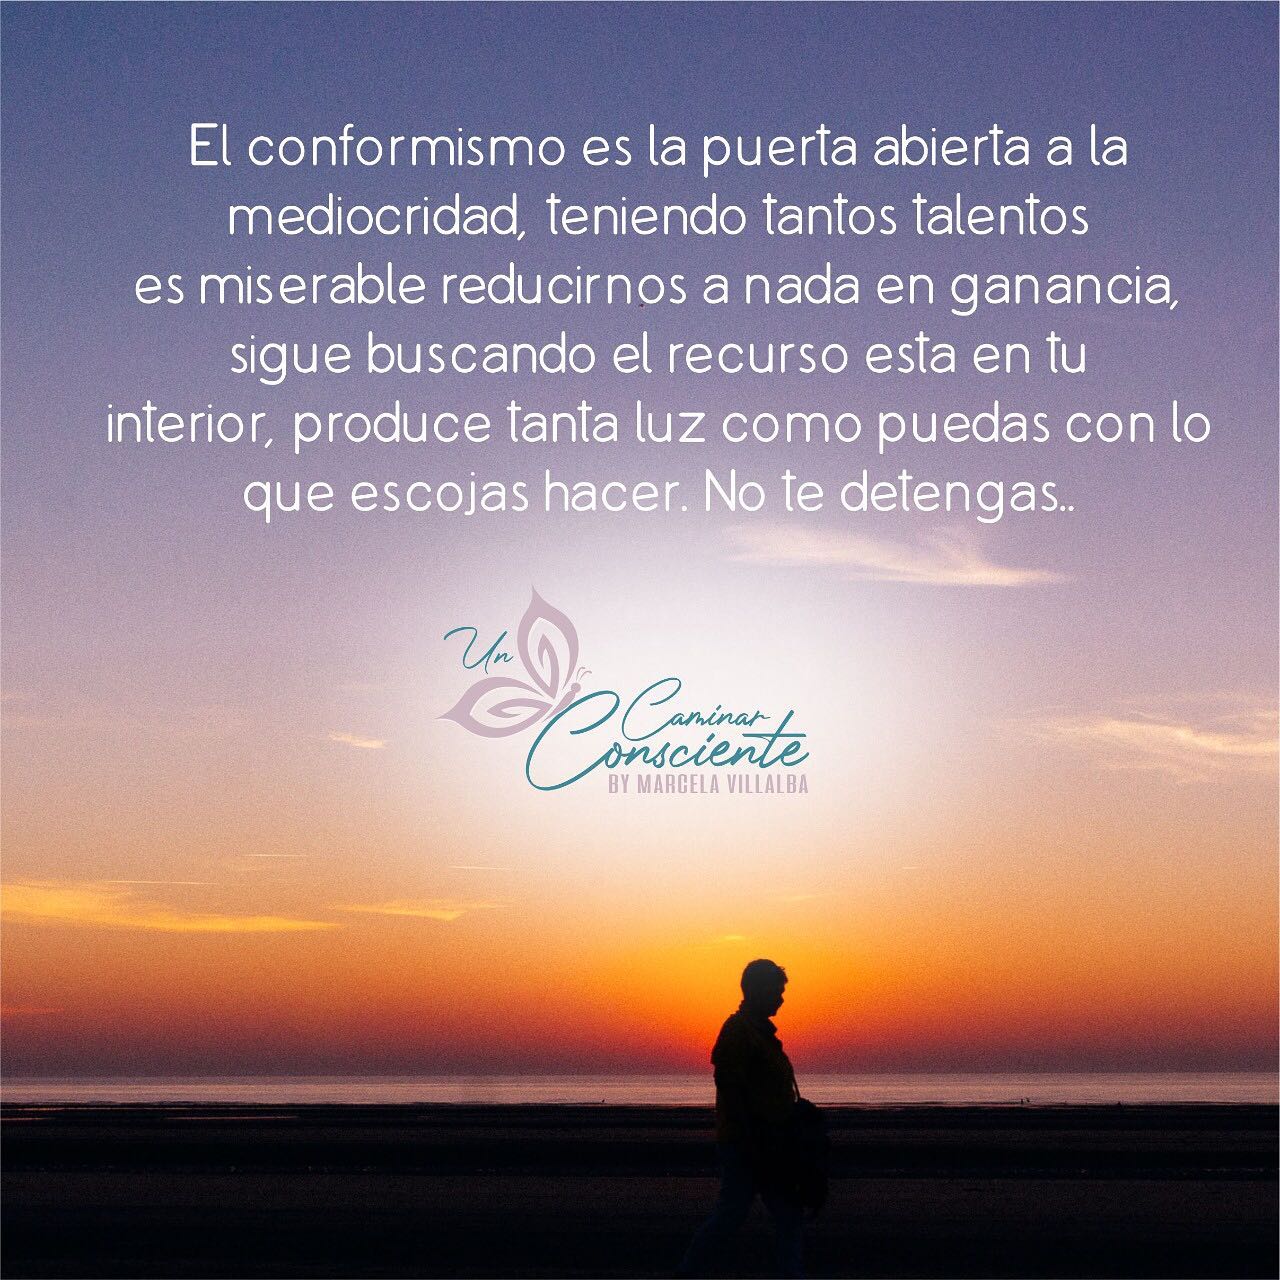 El conformismo es la puerta abierta a la
mediocridad, teniendo tantos talentos
es miserable reducirnos a nada en ganancia,
sigue buscando el recurso esta en tu
interior, produce tanta luz como puedas con lo
que escojas hacer. No te detengas..
Un
Caminar
Consciente
BY MARCELA VILLALBA